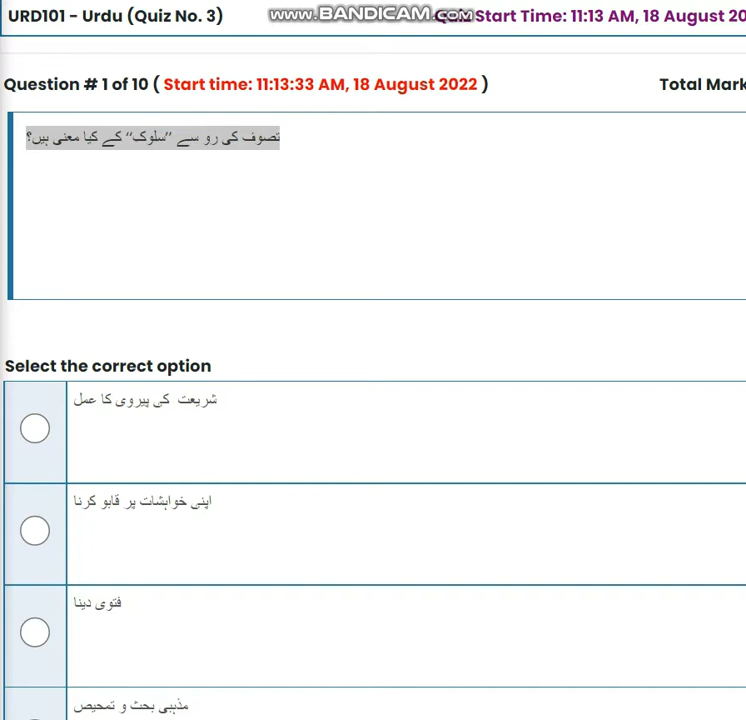 URD101 - Urdu (Quiz No. 3)
www.BANDICAM.com
Quiz Start Time: 11:13 AM, 18 August 20
Question # 1 of 10 ( Start time: 11:13:33 AM, 18 August 2022 )
Total Mark
تصوف کی رو سے ’’سلوک‘‘ کے کیا معنی ہیں؟
Select the correct option
شریعت کی پیروی کا عمل
اپنی خواہشات پر قابو کرنا
فتوی دینا
مذہبی بحث و تمحیص